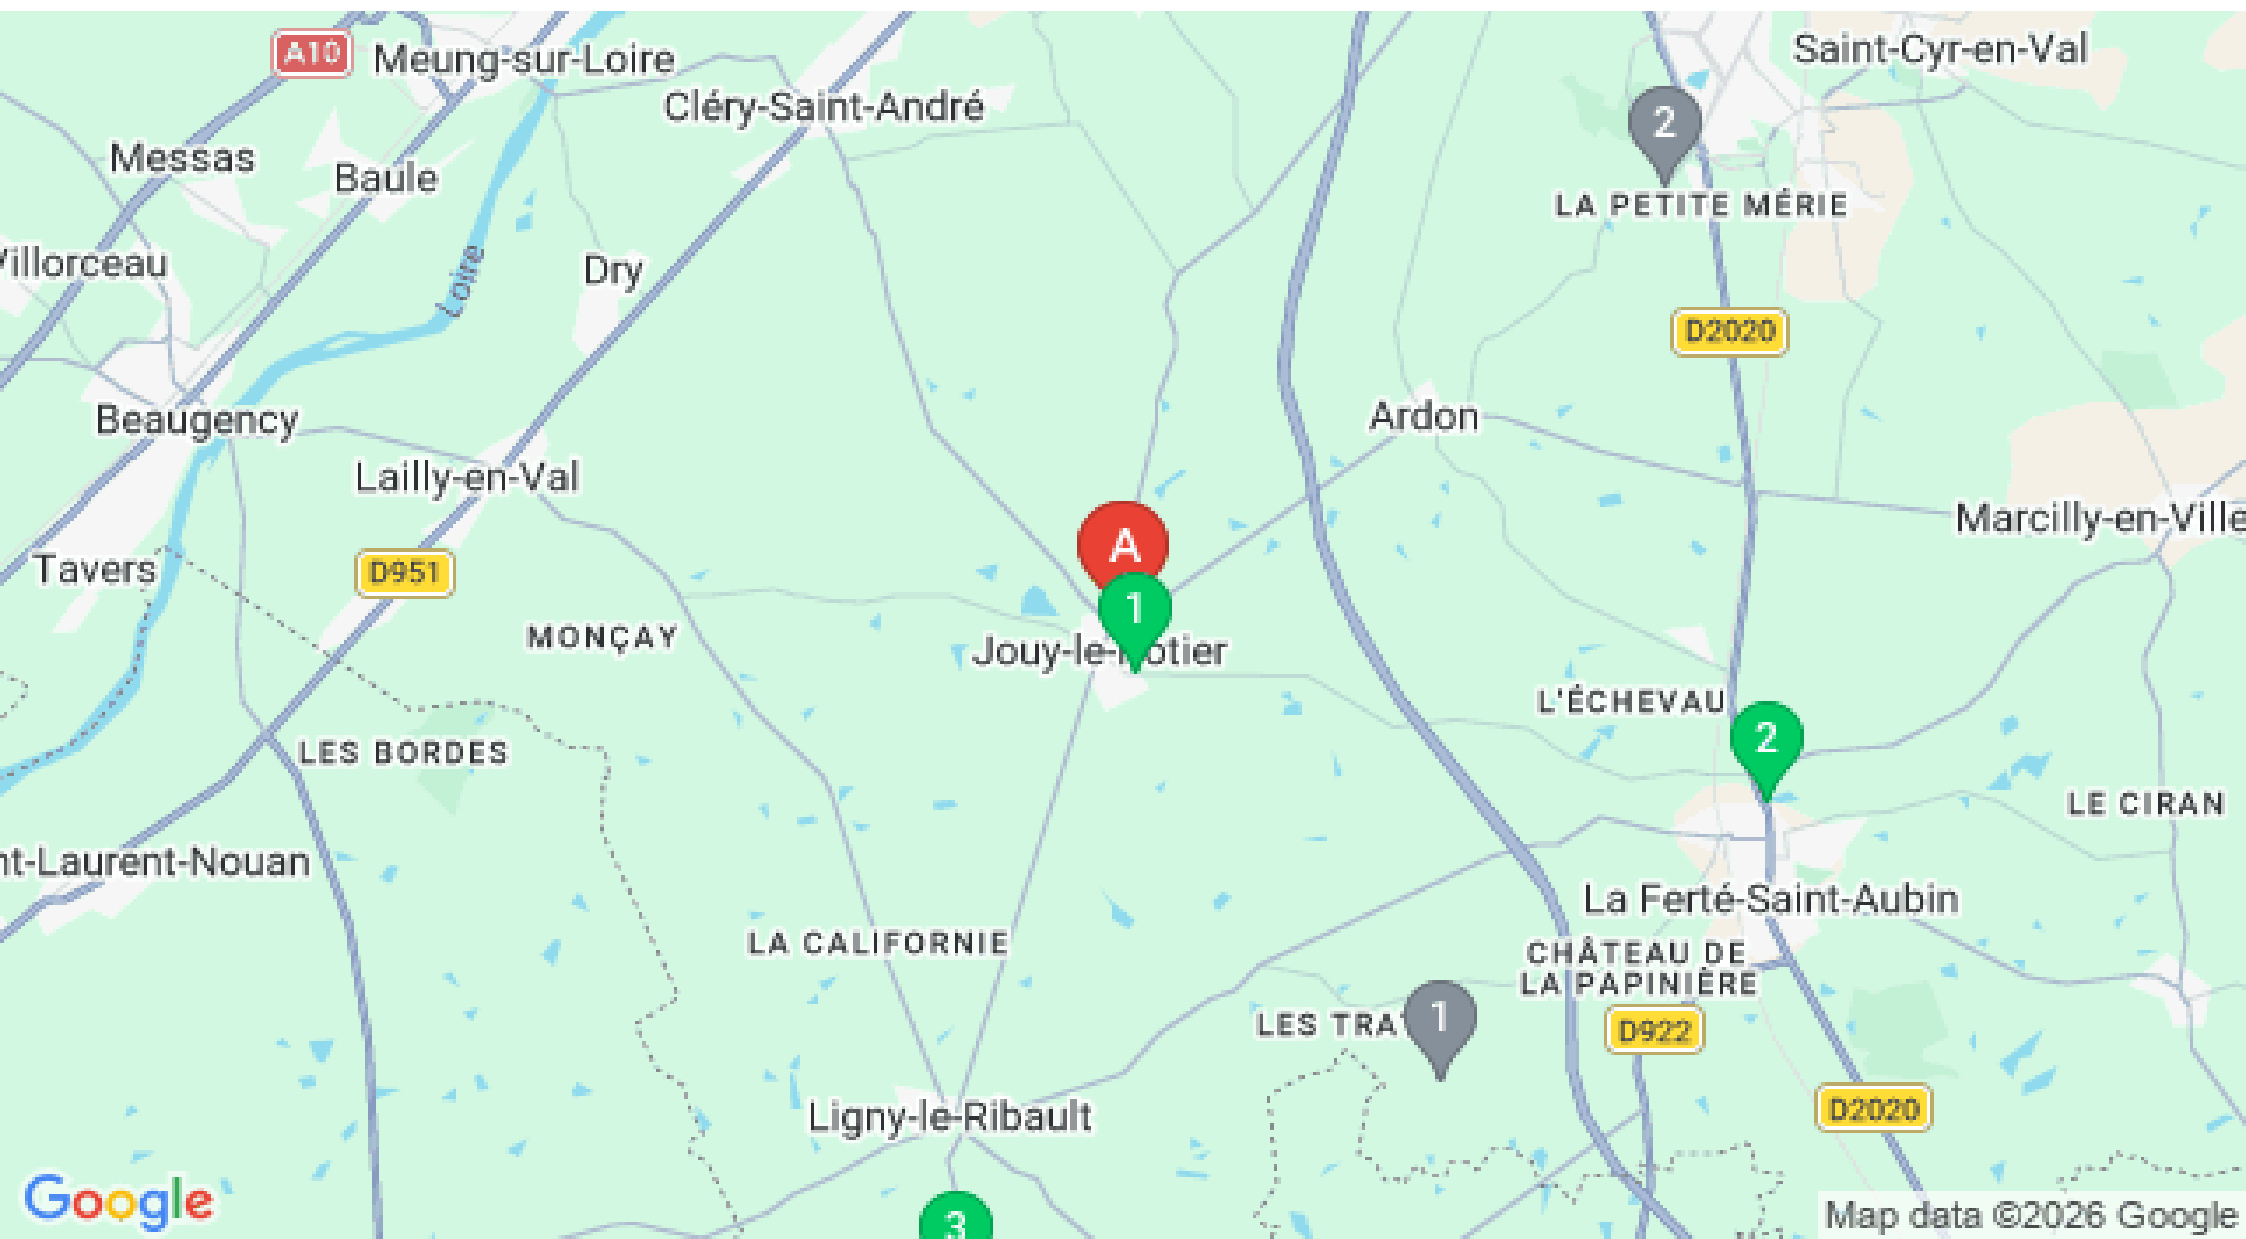 A10
Meung-sur-Loire
Saint-Cyr-en-Val
Cléry-Saint-André
2
Messas
Baule
LA PETITE MÉRIE
Villorceau
Loire
Dry
D2020
Beaugency
Ardon
Lailly-en-Val
Marcilly-en-Ville
A
Tavers
D951
1
MONÇAY
Jouy-le-Potier
L'ÉCHEVAU
2
LES BORDES
LE CIRAN
nt-Laurent-Nouan
La Ferté-Saint-Aubin
LA CALIFORNIE
CHÂTEAU DE
LA PAPINIÈRE
LES TRA
1
D922
Ligny-le-Ribault
D2020
Google
3
Map data ©2026 Google